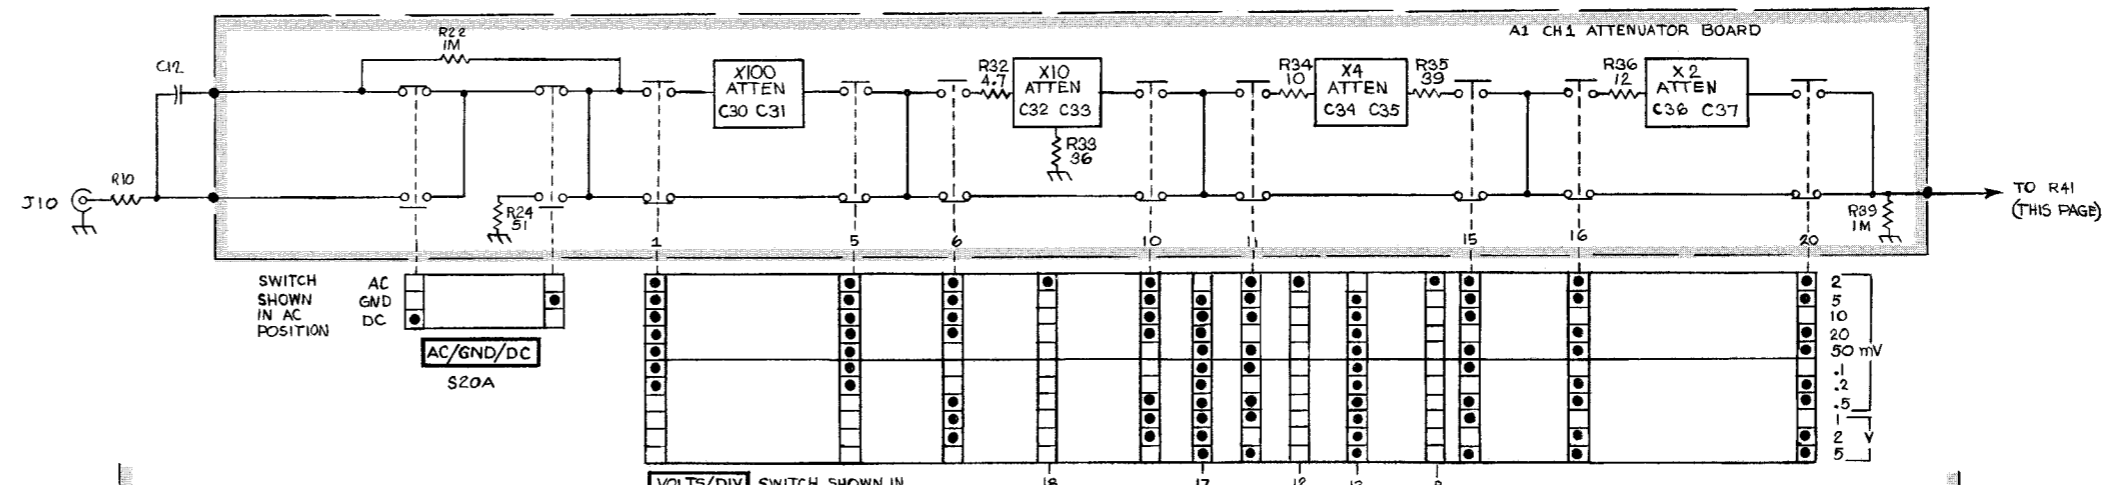 A1 CH1 ATTENUATOR BOARD
R22
1M
C12
X100
ATTEN
C30 C31
R32
4.7
X10
ATTEN
C32 C33
R33
36
R34
10
X4
ATTEN
C34 C35
R35
39
R36
12
X2
ATTEN
C36 C37
J10
R10
R24
51
R39
1M
TO R41
(THIS PAGE)
1 5 6 10 11 15 16 20
SWITCH
SHOWN
IN AC
POSITION
AC
GND
DC
AC/GND/DC
S20A
2
5
10
20
50 mV
.1
.2
.5
1
2 V
5
VOLTS/DIV SWITCH SHOWN IN
18 17 12 13